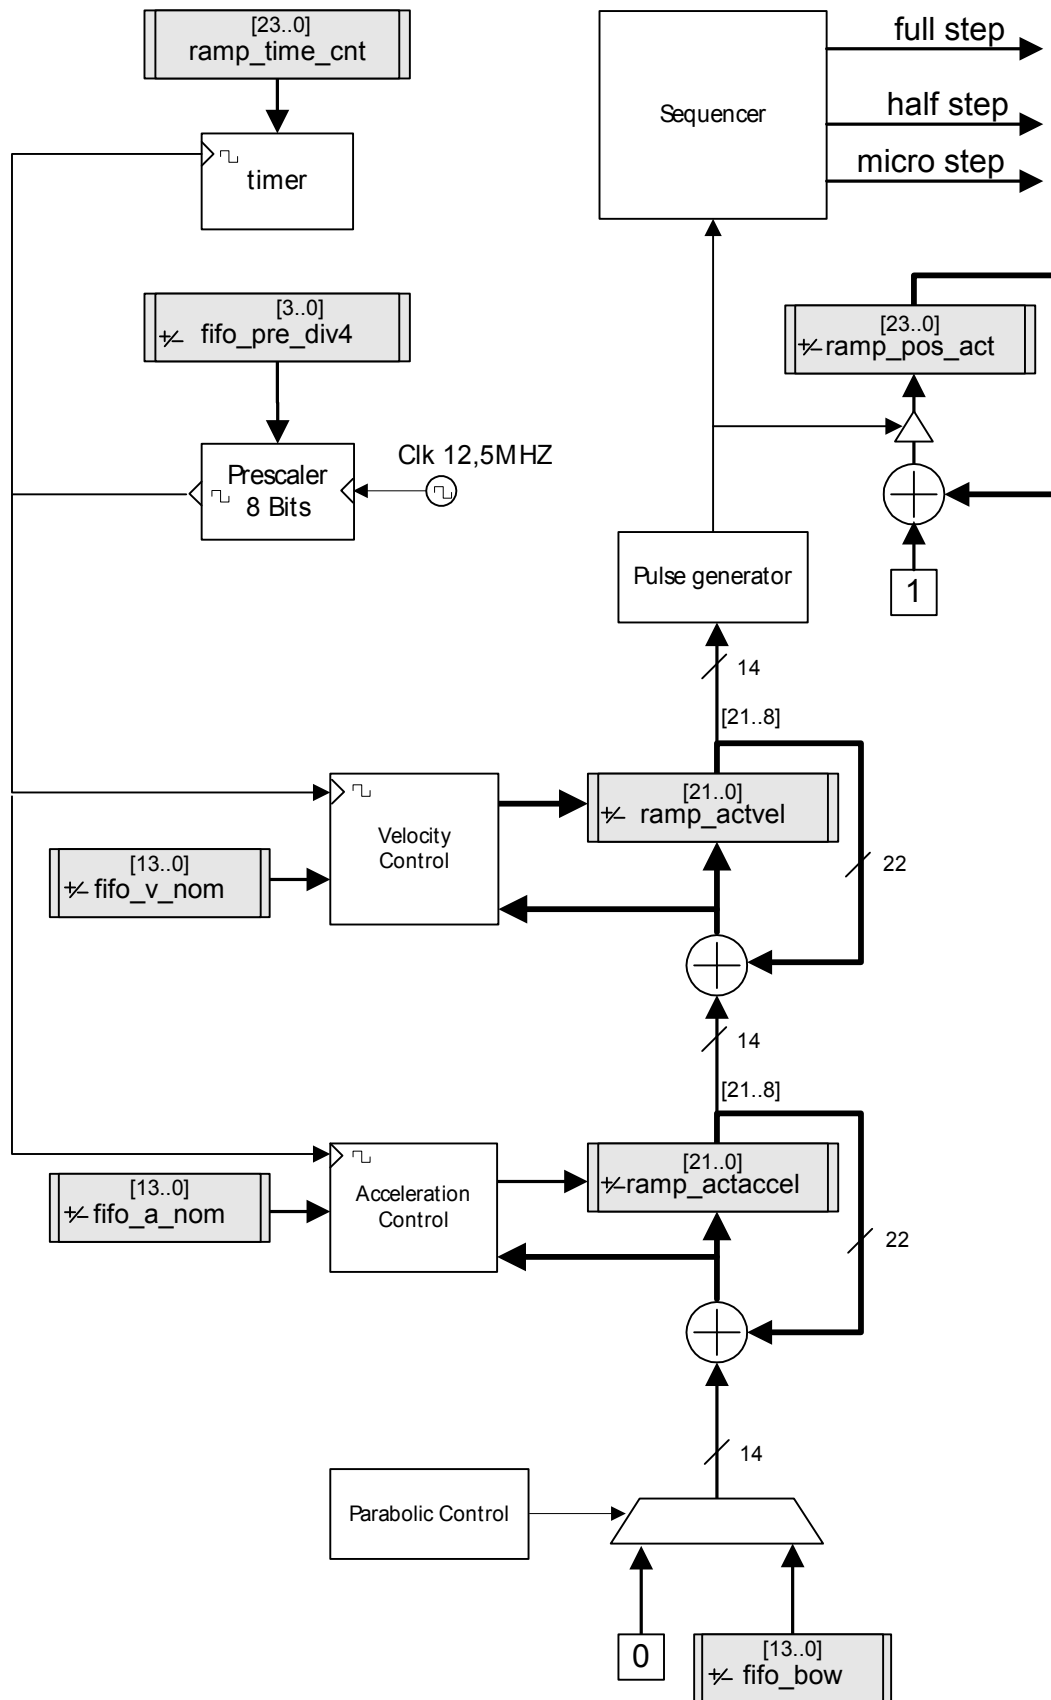 [23..0]
ramp_time_cnt
timer
[3..0]
+/- fifo_pre_div4
Prescaler
8 Bits
Clk 12,5MHZ
Sequencer
full step
half step
micro step
[23..0]
+/- ramp_pos_act
1
Pulse generator
14
[21..8]
[21..0]
+/- ramp_actvel
22
Velocity
Control
[13..0]
+/- fifo_v_nom
14
[21..8]
[21..0]
+/- ramp_actaccel
22
Acceleration
Control
[13..0]
+/- fifo_a_nom
14
Parabolic Control
0
[13..0]
+/- fifo_bow